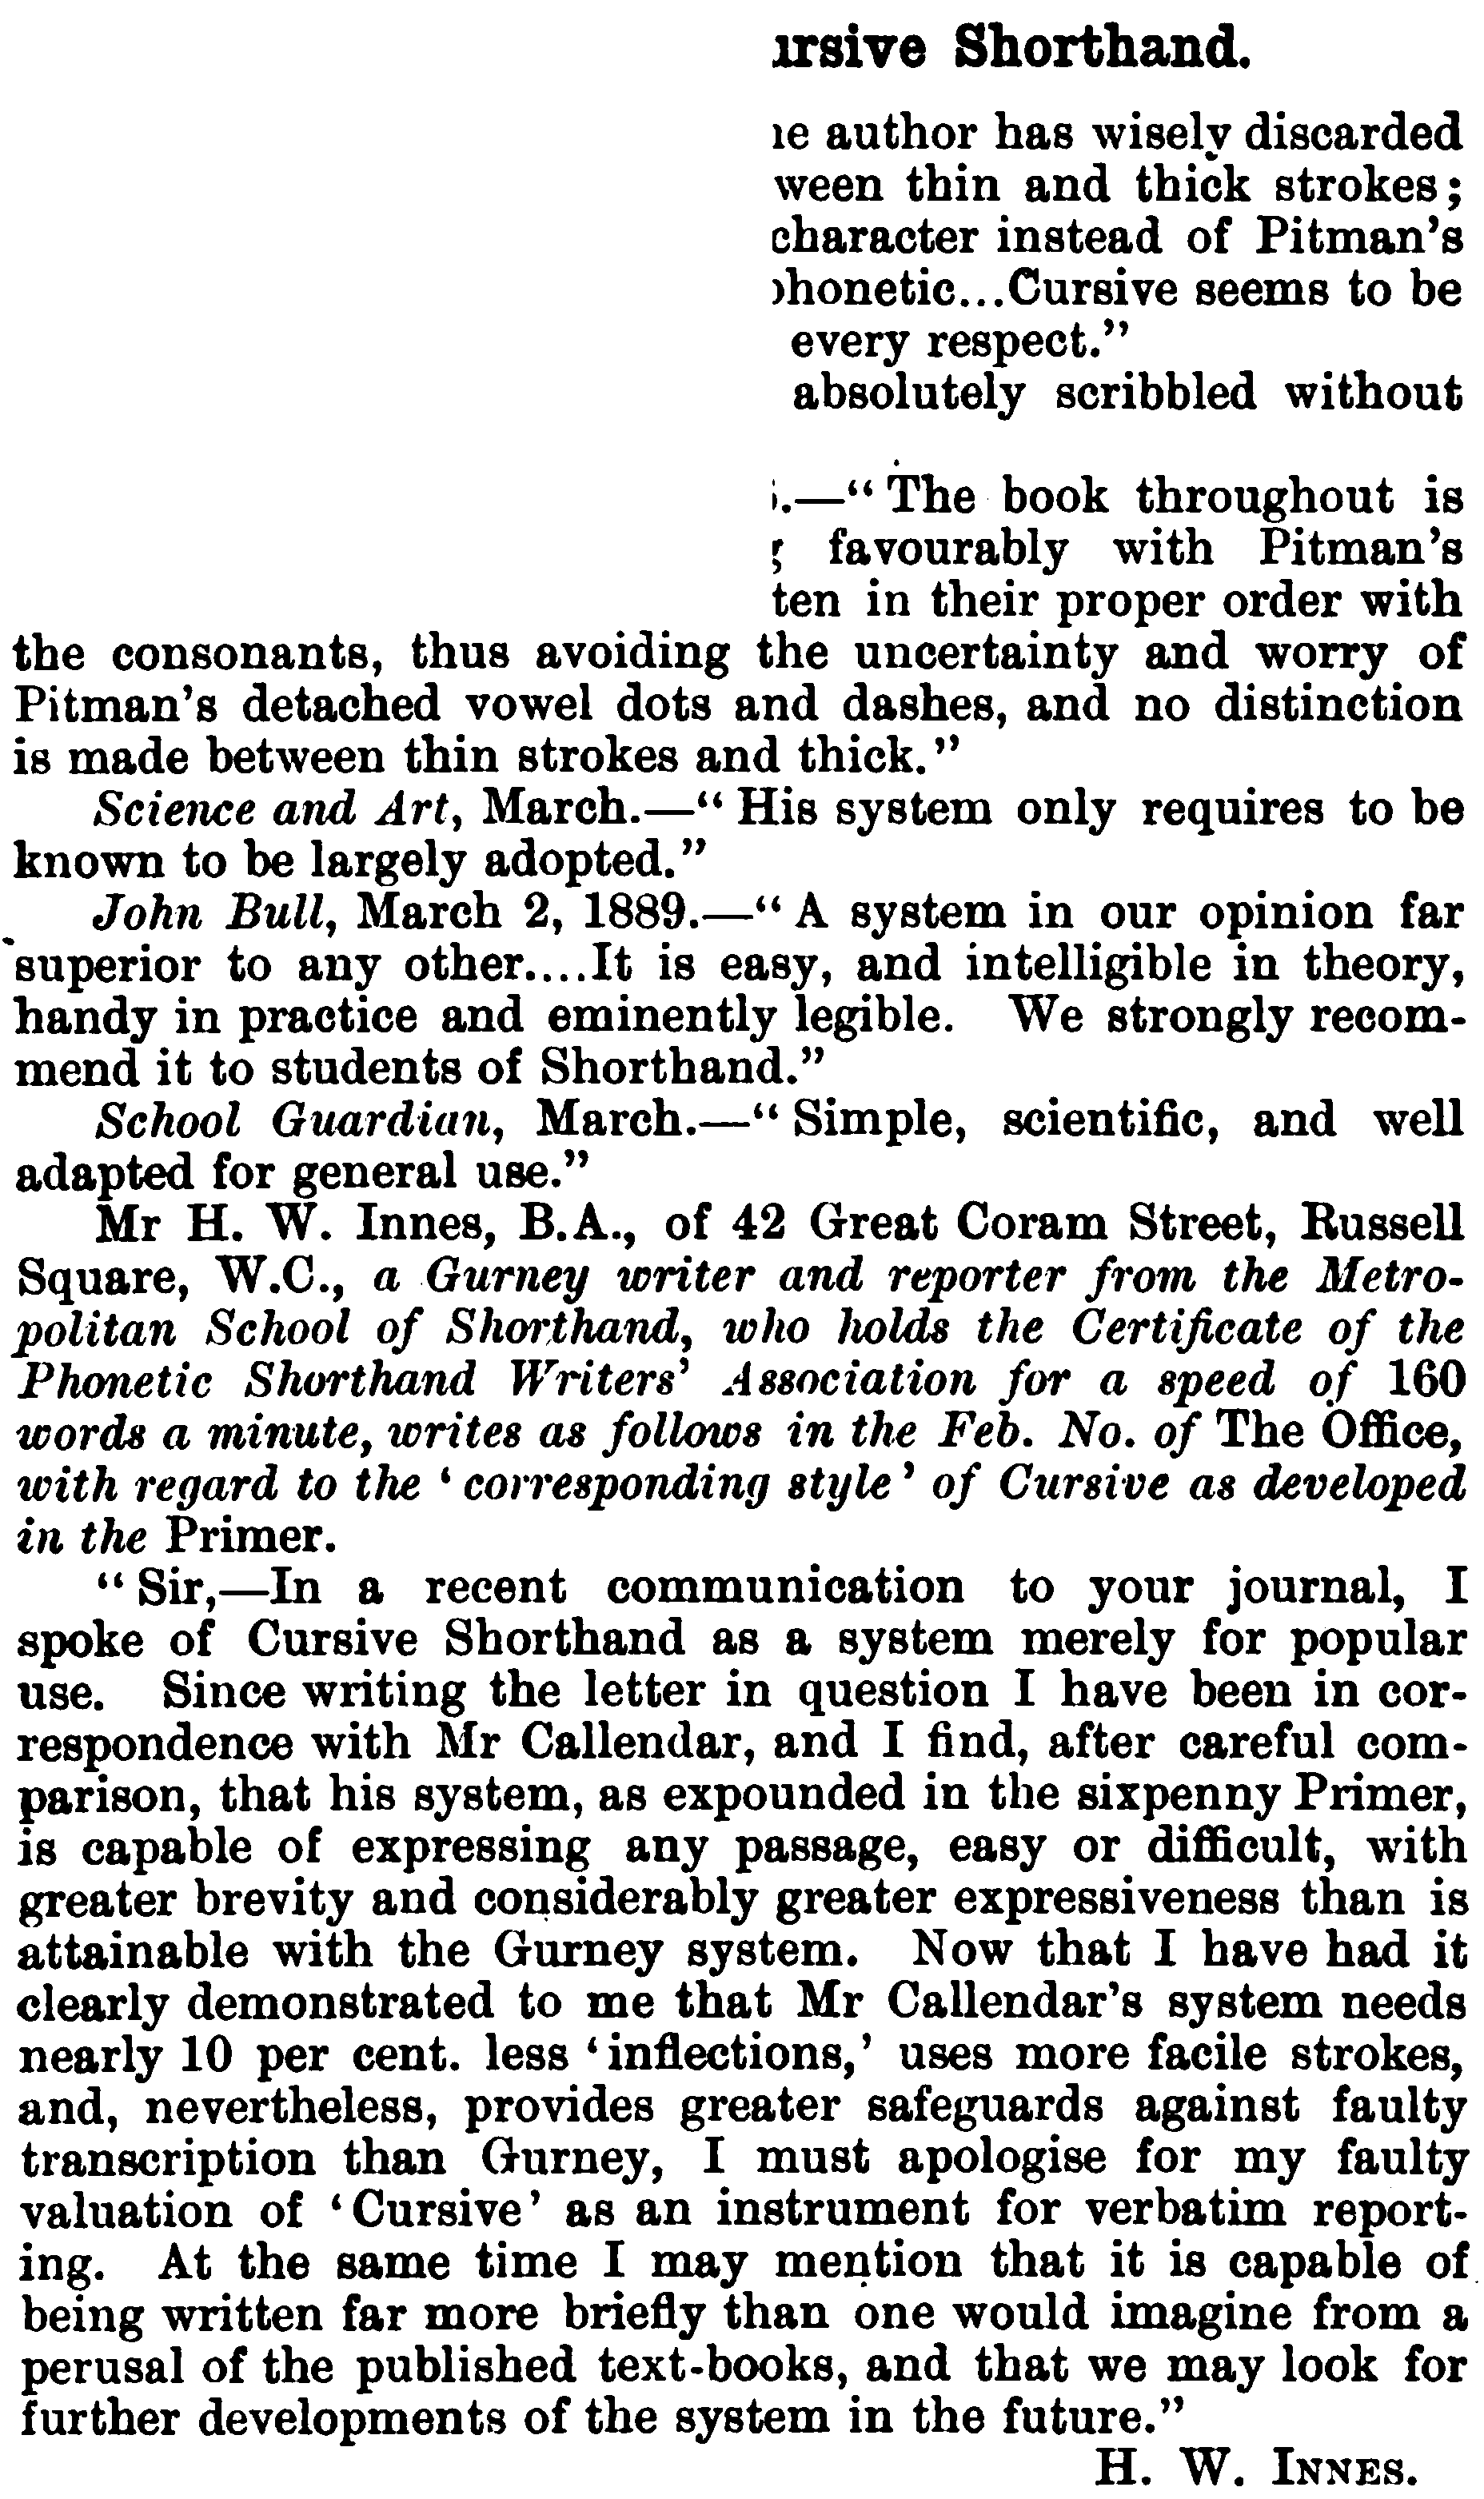 Shorthand.
author has wisely discarded
ween thin and thick strokes;
character instead of Pitman's
honetic...Cursive seems to be
every respect."
absolutely scribbled without
.—"The book throughout is
favourably with Pitman's
ten in their proper order with
the consonants, thus avoiding the uncertainty and worry of
Pitman's detached vowel dots and dashes, and no distinction
is made between thin strokes and thick."
Science and Art, March.—"His system only requires to be
known to be largely adopted."
John Bull, March 2, 1889.—"A system in our opinion far
superior to any other....It is easy, and intelligible in theory,
handy in practice and eminently legible. We strongly recom-
mend it to students of Shorthand."
School Guardian, March.—"Simple, scientific, and well
adapted for general use."
Mr H. W. Innes, B.A., of 42 Great Coram Street, Russell
Square, W.C., a Gurney writer and reporter from the Metro-
politan School of Shorthand, who holds the Certificate of the
Phonetic Shorthand Writers' Association for a speed of 160
words a minute, writes as follows in the Feb. No. of The Office,
with regard to the 'corresponding style' of Cursive as developed
in the Primer.
"Sir,—In a recent communication to your journal, I
spoke of Cursive Shorthand as a system merely for popular
use. Since writing the letter in question I have been in cor-
respondence with Mr Callendar, and I find, after careful com-
parison, that his system, as expounded in the sixpenny Primer,
is capable of expressing any passage, easy or difficult, with
greater brevity and considerably greater expressiveness than is
attainable with the Gurney system. Now that I have had it
clearly demonstrated to me that Mr Callendar's system needs
nearly 10 per cent. less 'inflections,' uses more facile strokes,
and, nevertheless, provides greater safeguards against faulty
transcription than Gurney, I must apologise for my faulty
valuation of 'Cursive' as an instrument for verbatim report-
ing. At the same time I may mention that it is capable of
being written far more briefly than one would imagine from a
perusal of the published text-books, and that we may look for
further developments of the system in the future."
H. W. INNES.